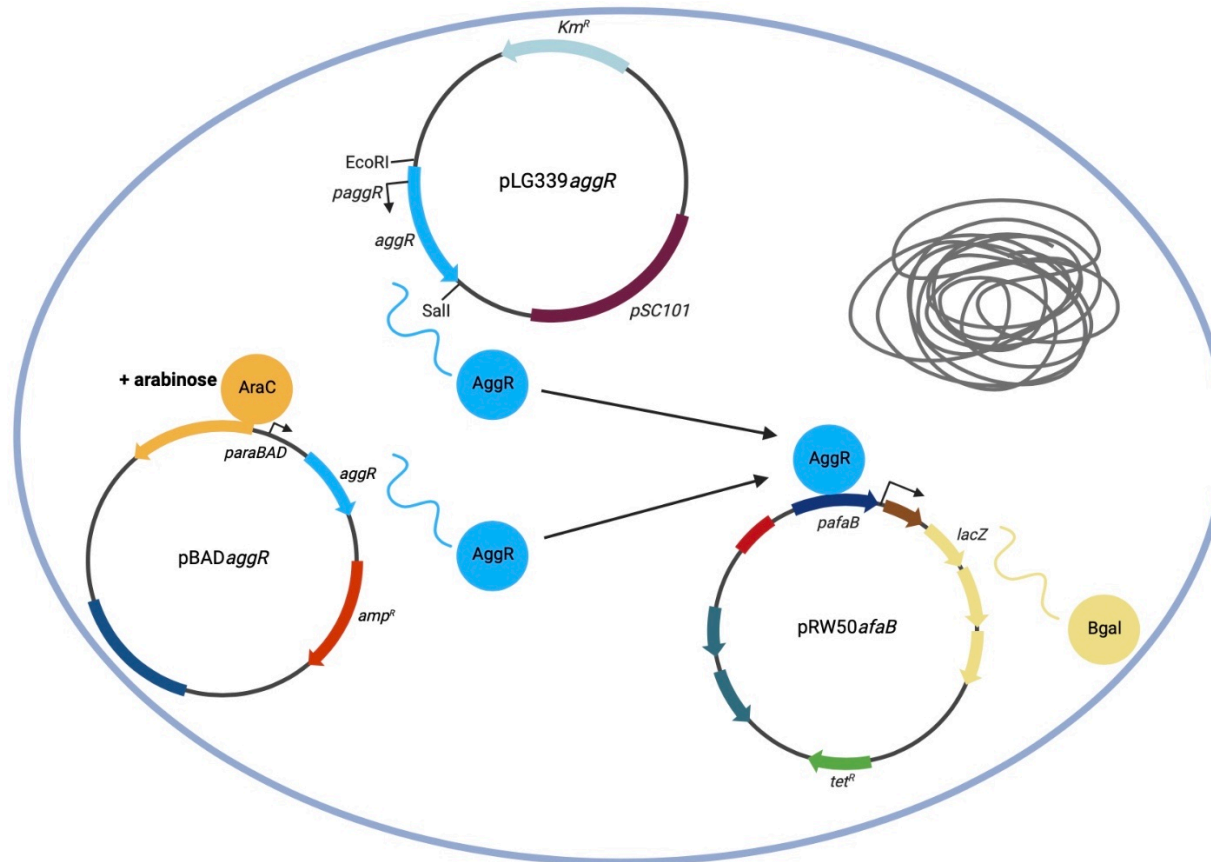 Kmᴿ
EcoRI
paggR
aggR
SalI
pLG339aggR
pSC101
AggR
+ arabinose
AraC
paraBAD
aggR
pBADaggR
ampᴿ
AggR
AggR
pafaB
lacZ
pRW50afaB
Bgal
tetᴿ